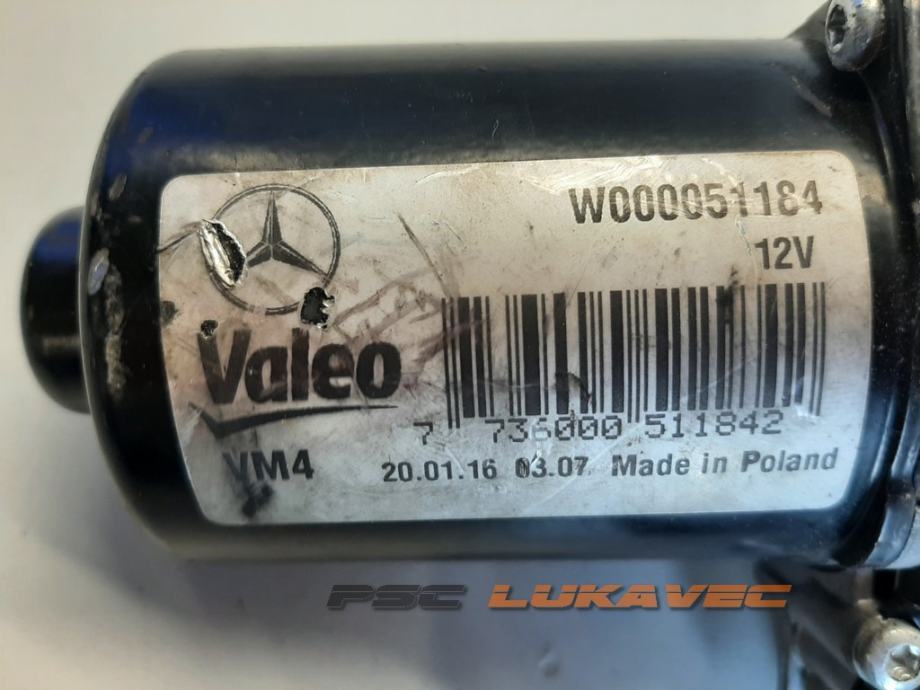 W000051184
12V
Valeo
7 736000 511842
VM4
20.01.16 03.07 Made in Poland
PSC LUKAVEC